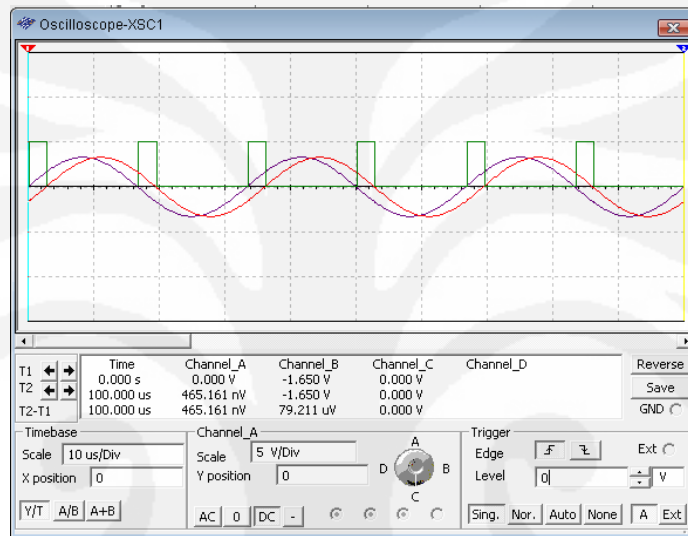 Oscilloscope-XSC1
1
2
Time Channel_A Channel_B Channel_C Channel_D
T1 0.000 s 0.000 V -1.650 V 0.000 V
T2 100.000 us 465.161 nV -1.650 V 0.000 V
T2-T1 100.000 us 465.161 nV 79.211 uV 0.000 V
Reverse
Save
GND
Timebase
Scale 10 us/Div
X position 0
Y/T A/B A+B
Channel_A
Scale 5 V/Div
Y position 0
AC 0 DC -
A
D B
C
Trigger
Edge Ext
Level 0 V
Sing. Nor. Auto None A Ext